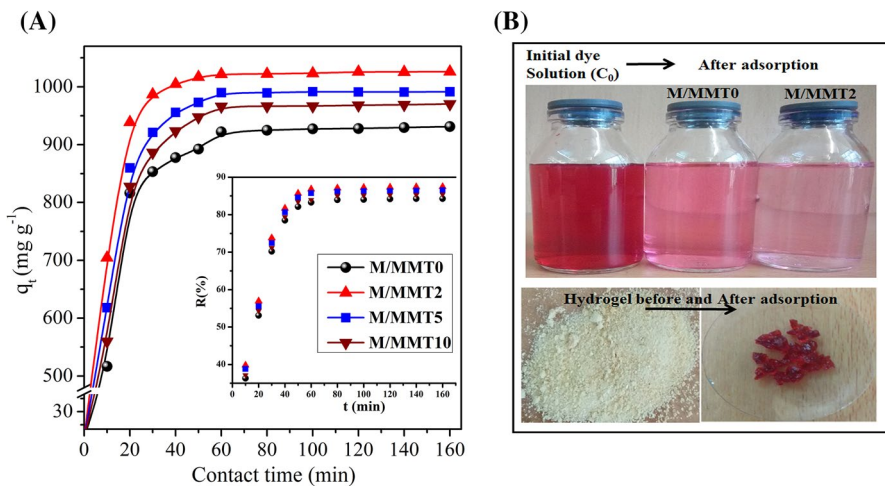 (A)
1000
900
800
700
600
500
30
qt (mg g-1)
0 20 40 60 80 100 120 140 160
Contact time (min)
90
80
70
60
50
40
R(%)
0 20 40 60 80 100 120 140 160
t (min)
M/MMT0
M/MMT2
M/MMT5
M/MMT10
(B)
Initial dye
Solution (C0)
After adsorption
M/MMT0 M/MMT2
Hydrogel before and After adsorption